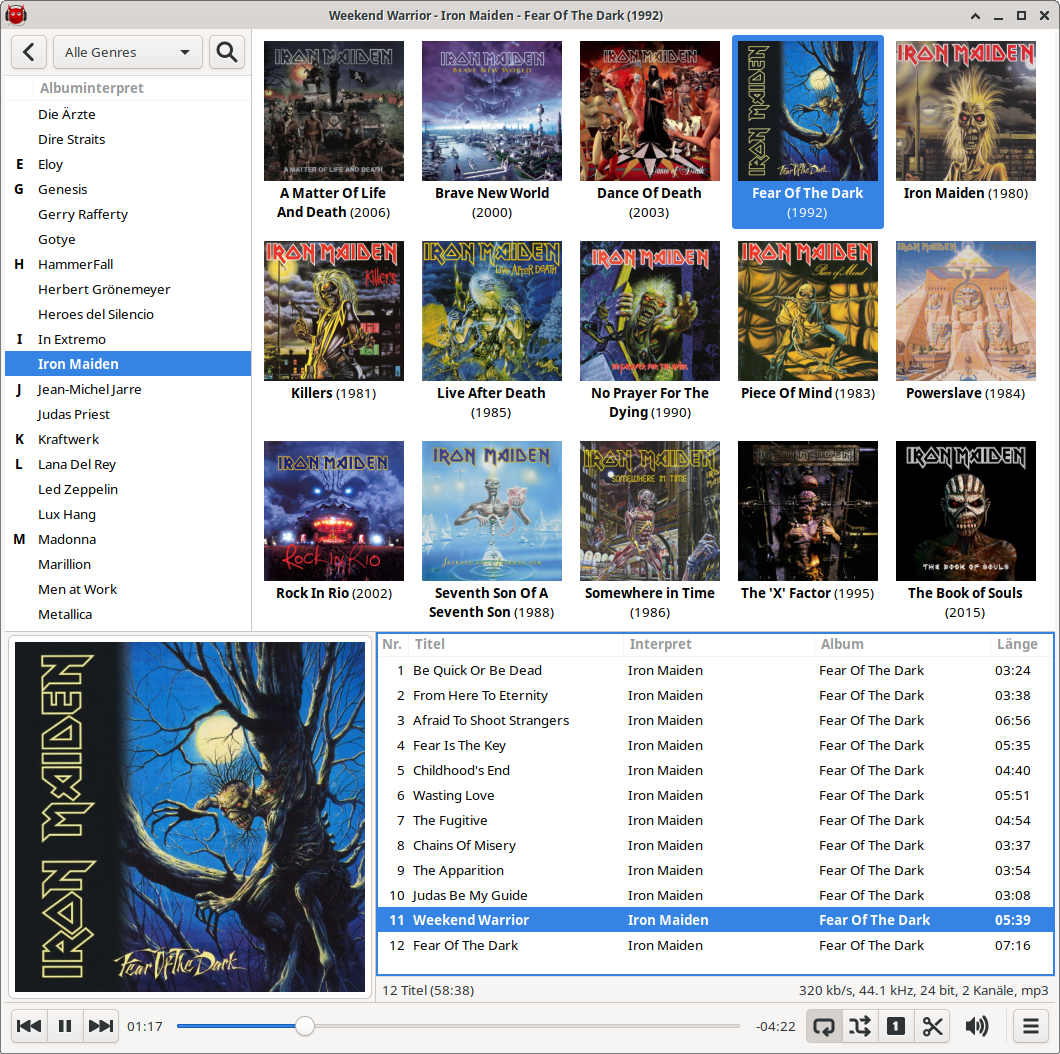 Weekend Warrior - Iron Maiden - Fear Of The Dark (1992)
Alle Genres
Albuminterpret
Die Ärzte
Dire Straits
E Eloy
G Genesis
Gerry Rafferty
Gotye
H HammerFall
Herbert Grönemeyer
Heroes del Silencio
I In Extremo
Iron Maiden
J Jean-Michel Jarre
Judas Priest
K Kraftwerk
L Lana Del Rey
Led Zeppelin
Lux Hang
M Madonna
Marillion
Men at Work
Metallica
IRON MAIDEN
A MATTER OF LIFE AND DEATH
A Matter Of Life
And Death (2006)
IRON MAIDEN
BRAVE NEW WORLD
Brave New World
(2000)
IRON MAIDEN
Dance of Death
Dance Of Death
(2003)
IRON MAIDEN
Fear Of The Dark
Fear Of The Dark
(1992)
IRON MAIDEN
Iron Maiden (1980)
IRON MAIDEN
Killers
Killers (1981)
IRON MAIDEN
LIVE AFTER DEATH
Live After Death
(1985)
IRON MAIDEN
NO PRAYER FOR THE DYING
No Prayer For The
Dying (1990)
IRON MAIDEN
Piece of Mind
Piece Of Mind (1983)
IRON MAIDEN
Powerslave (1984)
IRON MAIDEN
ROCK IN RIO
Rock In Rio (2002)
IRON MAIDEN
Seventh Son Of A
Seventh Son (1988)
IRON MAIDEN
SOMEWHERE IN TIME
Somewhere in Time
(1986)
IRON MAIDEN
The 'X' Factor (1995)
IRON MAIDEN
THE BOOK OF SOULS
The Book of Souls
(2015)
IRON MAIDEN
Fear Of The Dark
Nr. Titel Interpret Album Länge
1 Be Quick Or Be Dead Iron Maiden Fear Of The Dark 03:24
2 From Here To Eternity Iron Maiden Fear Of The Dark 03:38
3 Afraid To Shoot Strangers Iron Maiden Fear Of The Dark 06:56
4 Fear Is The Key Iron Maiden Fear Of The Dark 05:35
5 Childhood's End Iron Maiden Fear Of The Dark 04:40
6 Wasting Love Iron Maiden Fear Of The Dark 05:51
7 The Fugitive Iron Maiden Fear Of The Dark 04:54
8 Chains Of Misery Iron Maiden Fear Of The Dark 03:37
9 The Apparition Iron Maiden Fear Of The Dark 03:54
10 Judas Be My Guide Iron Maiden Fear Of The Dark 03:08
11 Weekend Warrior Iron Maiden Fear Of The Dark 05:39
12 Fear Of The Dark Iron Maiden Fear Of The Dark 07:16
12 Titel (58:38)
320 kb/s, 44.1 kHz, 24 bit, 2 Kanäle, mp3
01:17
-04:22
1